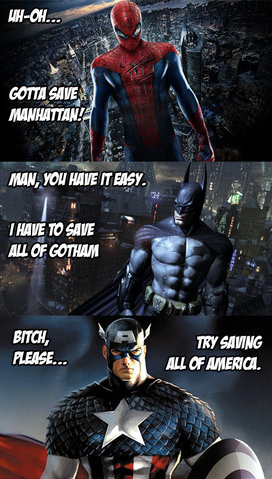 UH-OH...
GOTTA SAVE
MANHATTAN!
MAN, YOU HAVE IT EASY.
I HAVE TO SAVE
ALL OF GOTHAM
BITCH,
PLEASE...
TRY SAVING
ALL OF AMERICA.
A